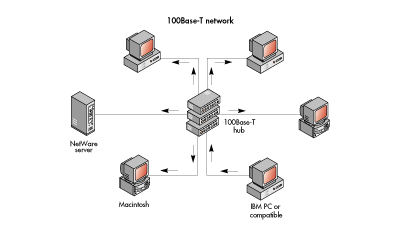 100Base-T network
100Base-T
hub
NetWare
server
Macintosh
IBM PC or
compatible